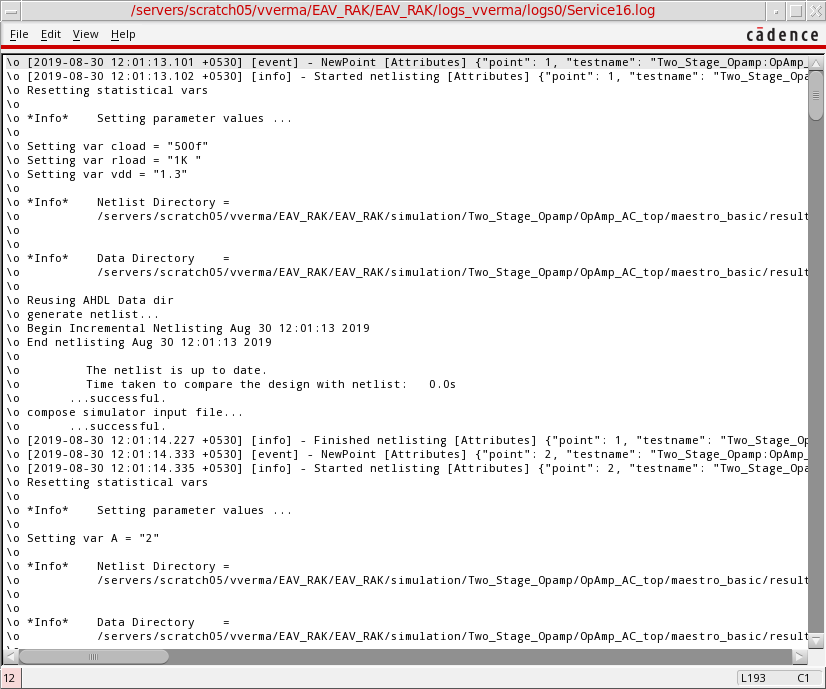 /servers/scratch05/vverma/EAV_RAK/EAV_RAK/logs_vverma/logs0/Service16.log
File Edit View Help
cādence
\o [2019-08-30 12:01:13.101 +0530] [event] - NewPoint [Attributes] {"point": 1, "testname": "Two_Stage_Opamp:OpAmp_
\o [2019-08-30 12:01:13.102 +0530] [info] - Started netlisting [Attributes] {"point": 1, "testname": "Two_Stage_Opa
\o Resetting statistical vars
\o
\o *Info*    Setting parameter values ...
\o
\o Setting var cload = "500f"
\o Setting var rload = "1K "
\o Setting var vdd = "1.3"
\o
\o *Info*    Netlist Directory =
\o           /servers/scratch05/vverma/EAV_RAK/EAV_RAK/simulation/Two_Stage_Opamp/OpAmp_AC_top/maestro_basic/result
\o
\o
\o *Info*    Data Directory    =
\o           /servers/scratch05/vverma/EAV_RAK/EAV_RAK/simulation/Two_Stage_Opamp/OpAmp_AC_top/maestro_basic/result
\o
\o Reusing AHDL Data dir
\o generate netlist...
\o Begin Incremental Netlisting Aug 30 12:01:13 2019
\o End netlisting Aug 30 12:01:13 2019
\o
\o         The netlist is up to date.
\o         Time taken to compare the design with netlist:   0.0s
\o       ...successful.
\o compose simulator input file...
\o       ...successful.
\o [2019-08-30 12:01:14.227 +0530] [info] - Finished netlisting [Attributes] {"point": 1, "testname": "Two_Stage_Op
\o [2019-08-30 12:01:14.333 +0530] [event] - NewPoint [Attributes] {"point": 2, "testname": "Two_Stage_Opamp:OpAmp_
\o [2019-08-30 12:01:14.335 +0530] [info] - Started netlisting [Attributes] {"point": 2, "testname": "Two_Stage_Opa
\o Resetting statistical vars
\o
\o *Info*    Setting parameter values ...
\o
\o Setting var A = "2"
\o
\o *Info*    Netlist Directory =
\o           /servers/scratch05/vverma/EAV_RAK/EAV_RAK/simulation/Two_Stage_Opamp/OpAmp_AC_top/maestro_basic/result
\o
\o
\o *Info*    Data Directory    =
\o           /servers/scratch05/vverma/EAV_RAK/EAV_RAK/simulation/Two_Stage_Opamp/OpAmp_AC_top/maestro_basic/result
12 L193 C1